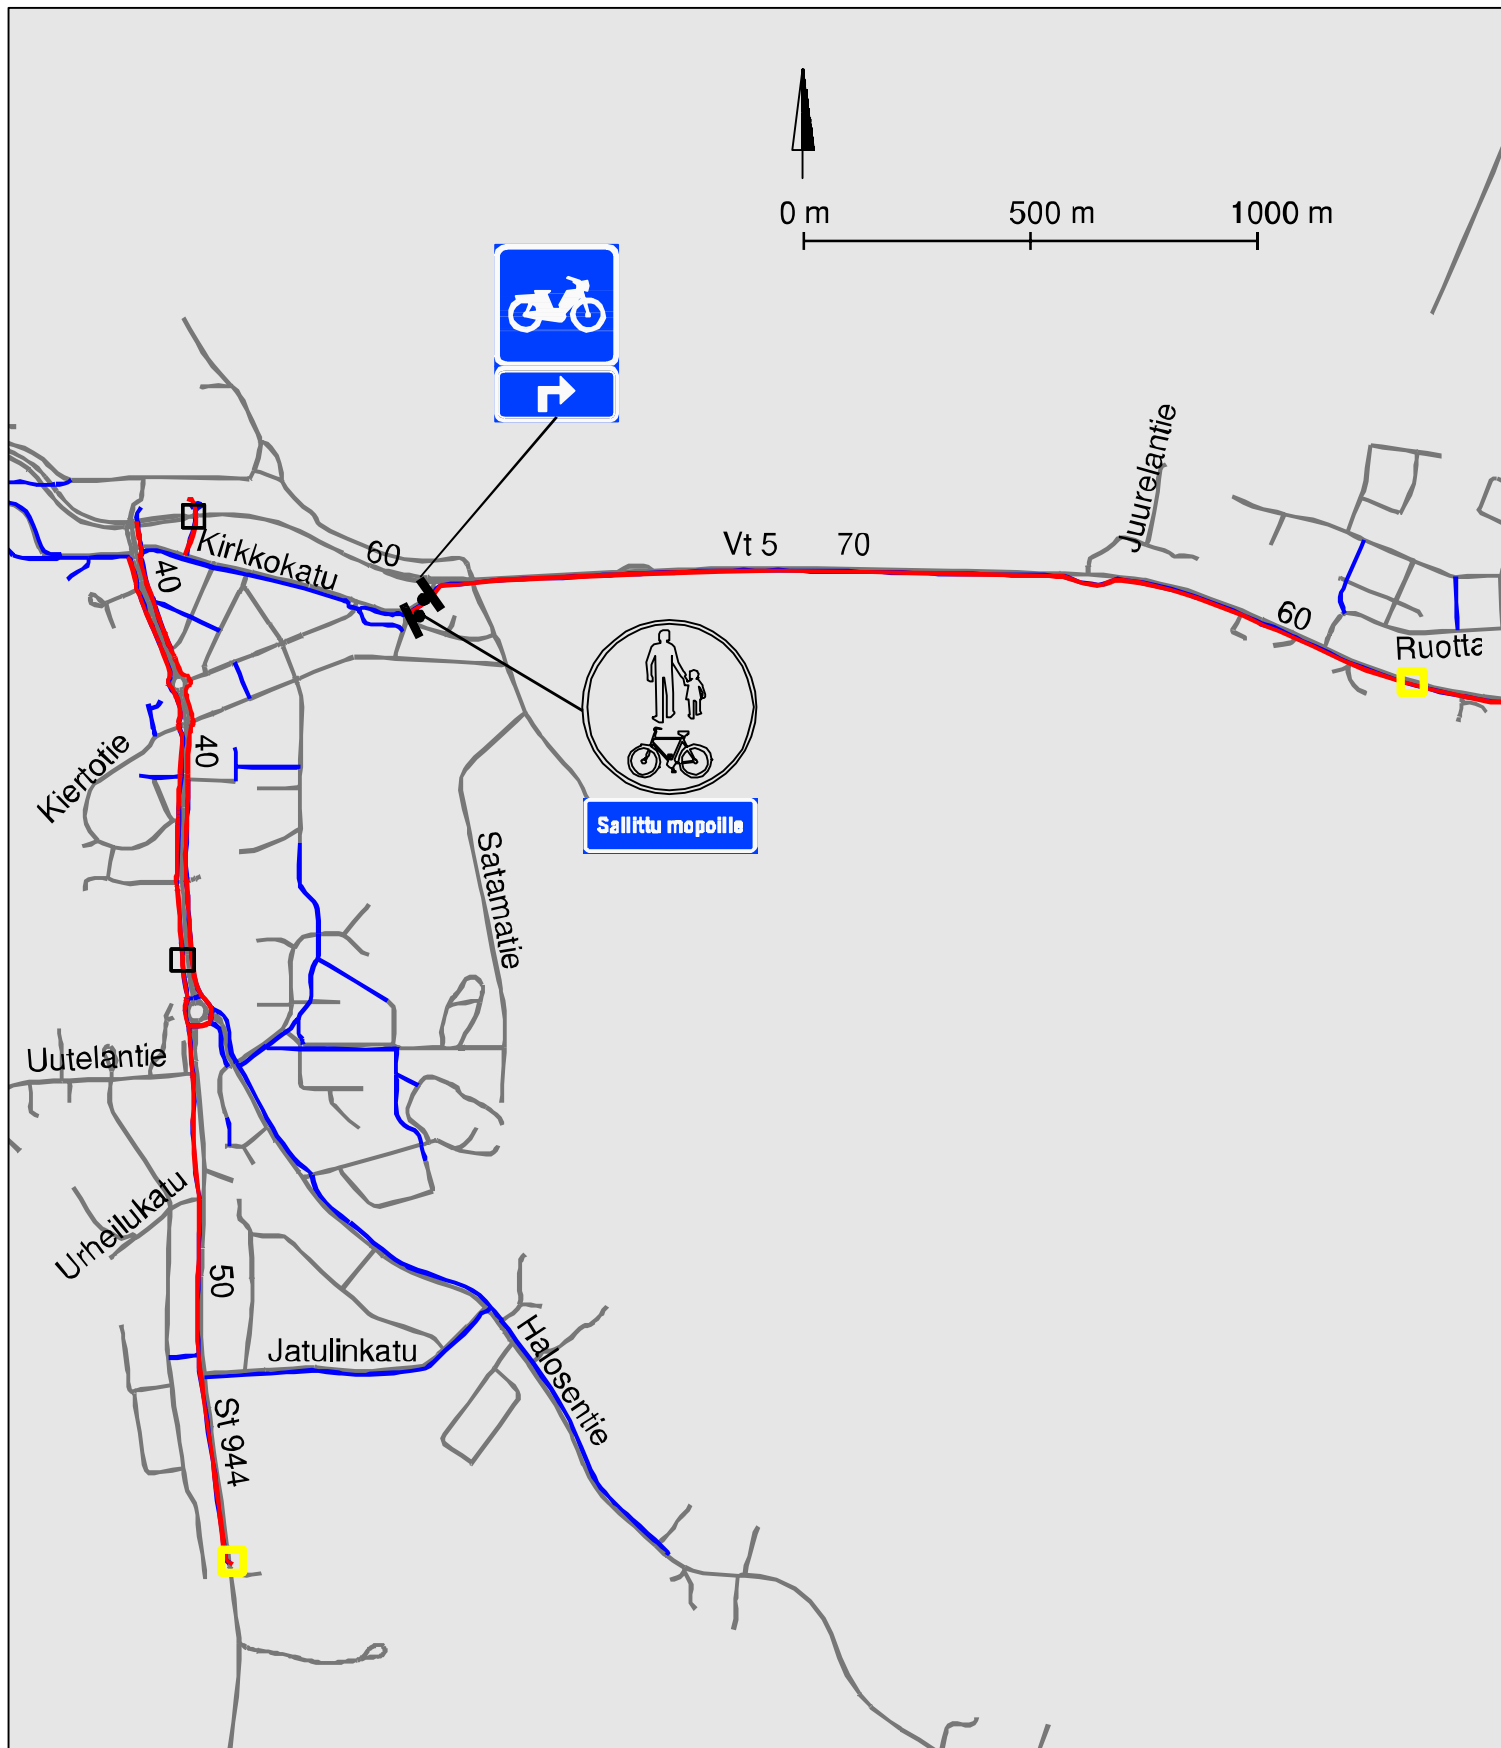 0 m 500 m 1000 m
Juurelantie
Vt 5 70
Kirkkokatu
60
40
60
Ruotta
Kiertotie
40
Sallittu mopoille
Satamatie
Uutelantie
Urheilukatu
50
Jatulinkatu
Halosentie
St 944